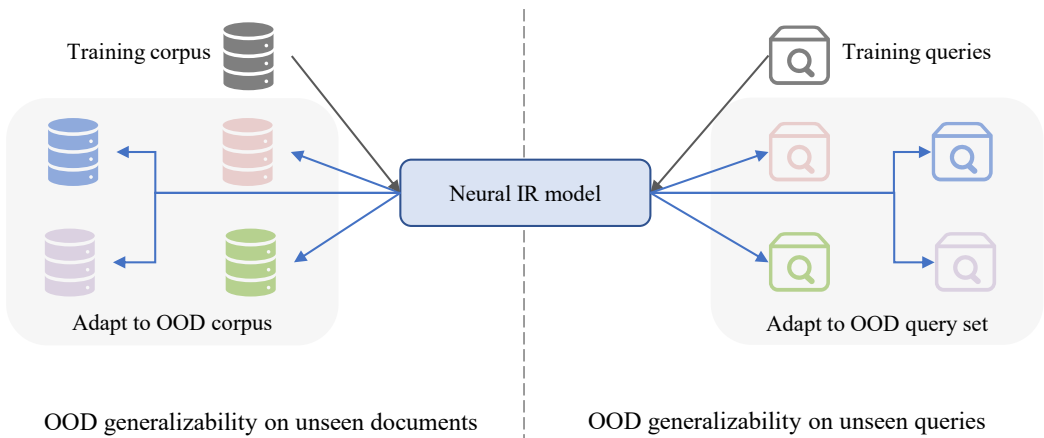 Training corpus
Training queries
Neural IR model
Adapt to OOD corpus
Adapt to OOD query set
OOD generalizability on unseen documents
OOD generalizability on unseen queries